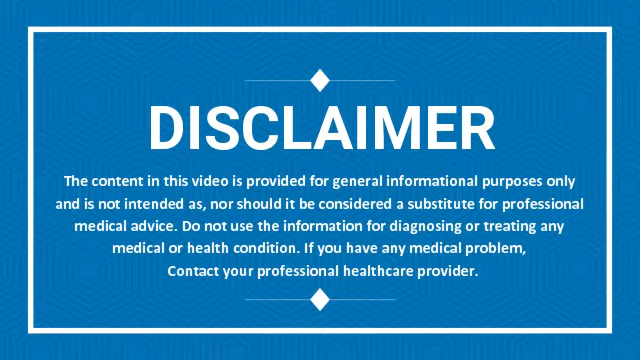 DISCLAIMER
The content in this video is provided for general informational purposes only
and is not intended as, nor should it be considered a substitute for professional
medical advice. Do not use the information for diagnosing or treating any
medical or health condition. If you have any medical problem,
Contact your professional healthcare provider.